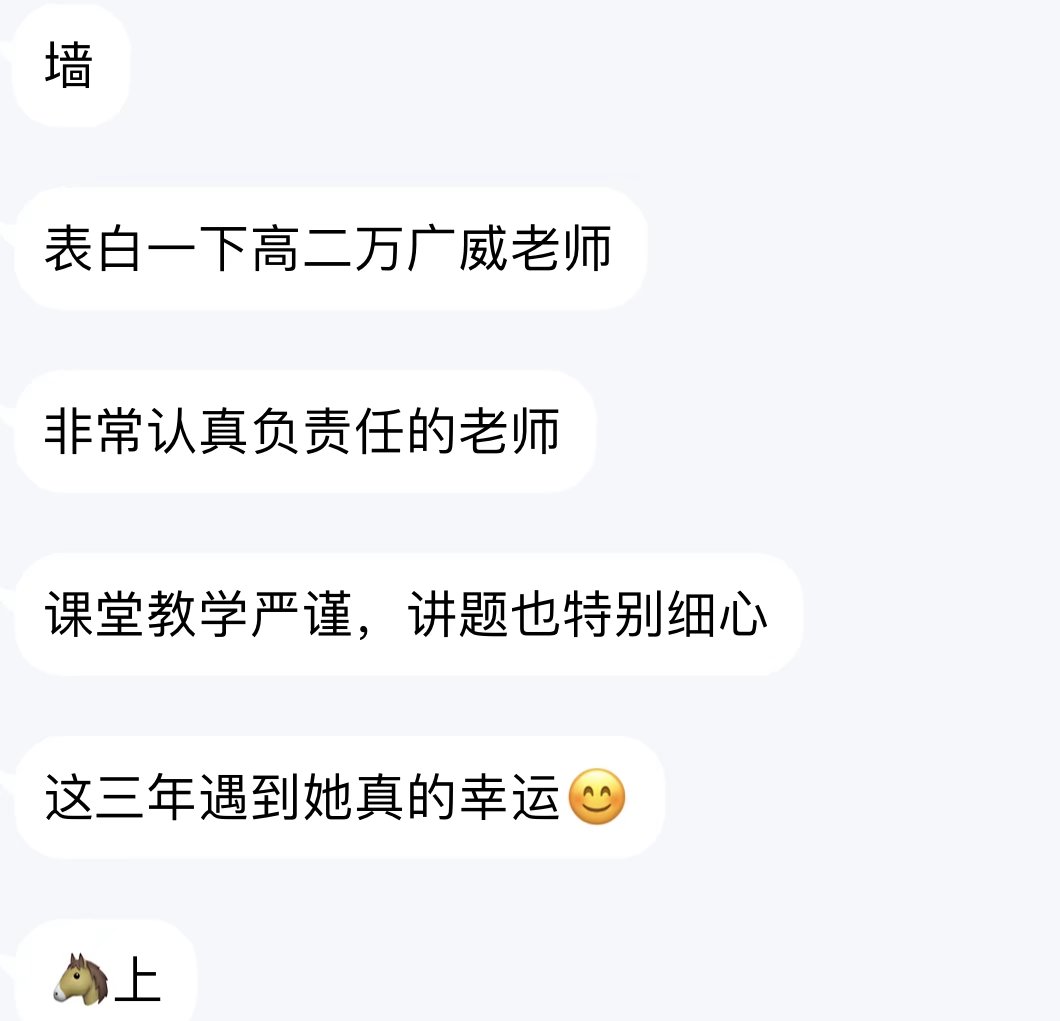 墙
表白一下高二万广威老师
非常认真负责任的老师
课堂教学严谨，讲题也特别细心
这三年遇到她真的幸运😊
🐴上